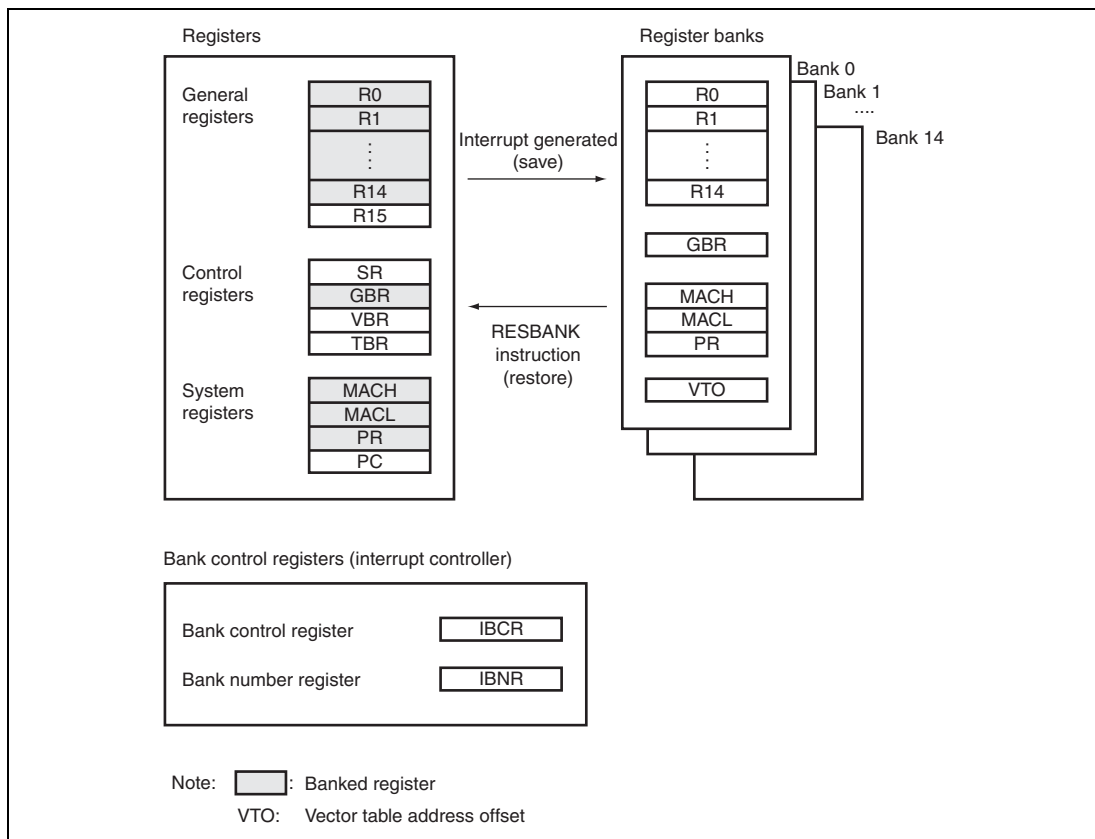 Registers
General
registers
R0
R1
R14
R15
Control
registers
SR
GBR
VBR
TBR
System
registers
MACH
MACL
PR
PC
Interrupt generated
(save)
RESBANK
instruction
(restore)
Register banks
Bank 0
Bank 1
....
Bank 14
R0
R1
R14
GBR
MACH
MACL
PR
VTO
Bank control registers (interrupt controller)
Bank control register IBCR
Bank number register IBNR
Note: : Banked register
VTO: Vector table address offset